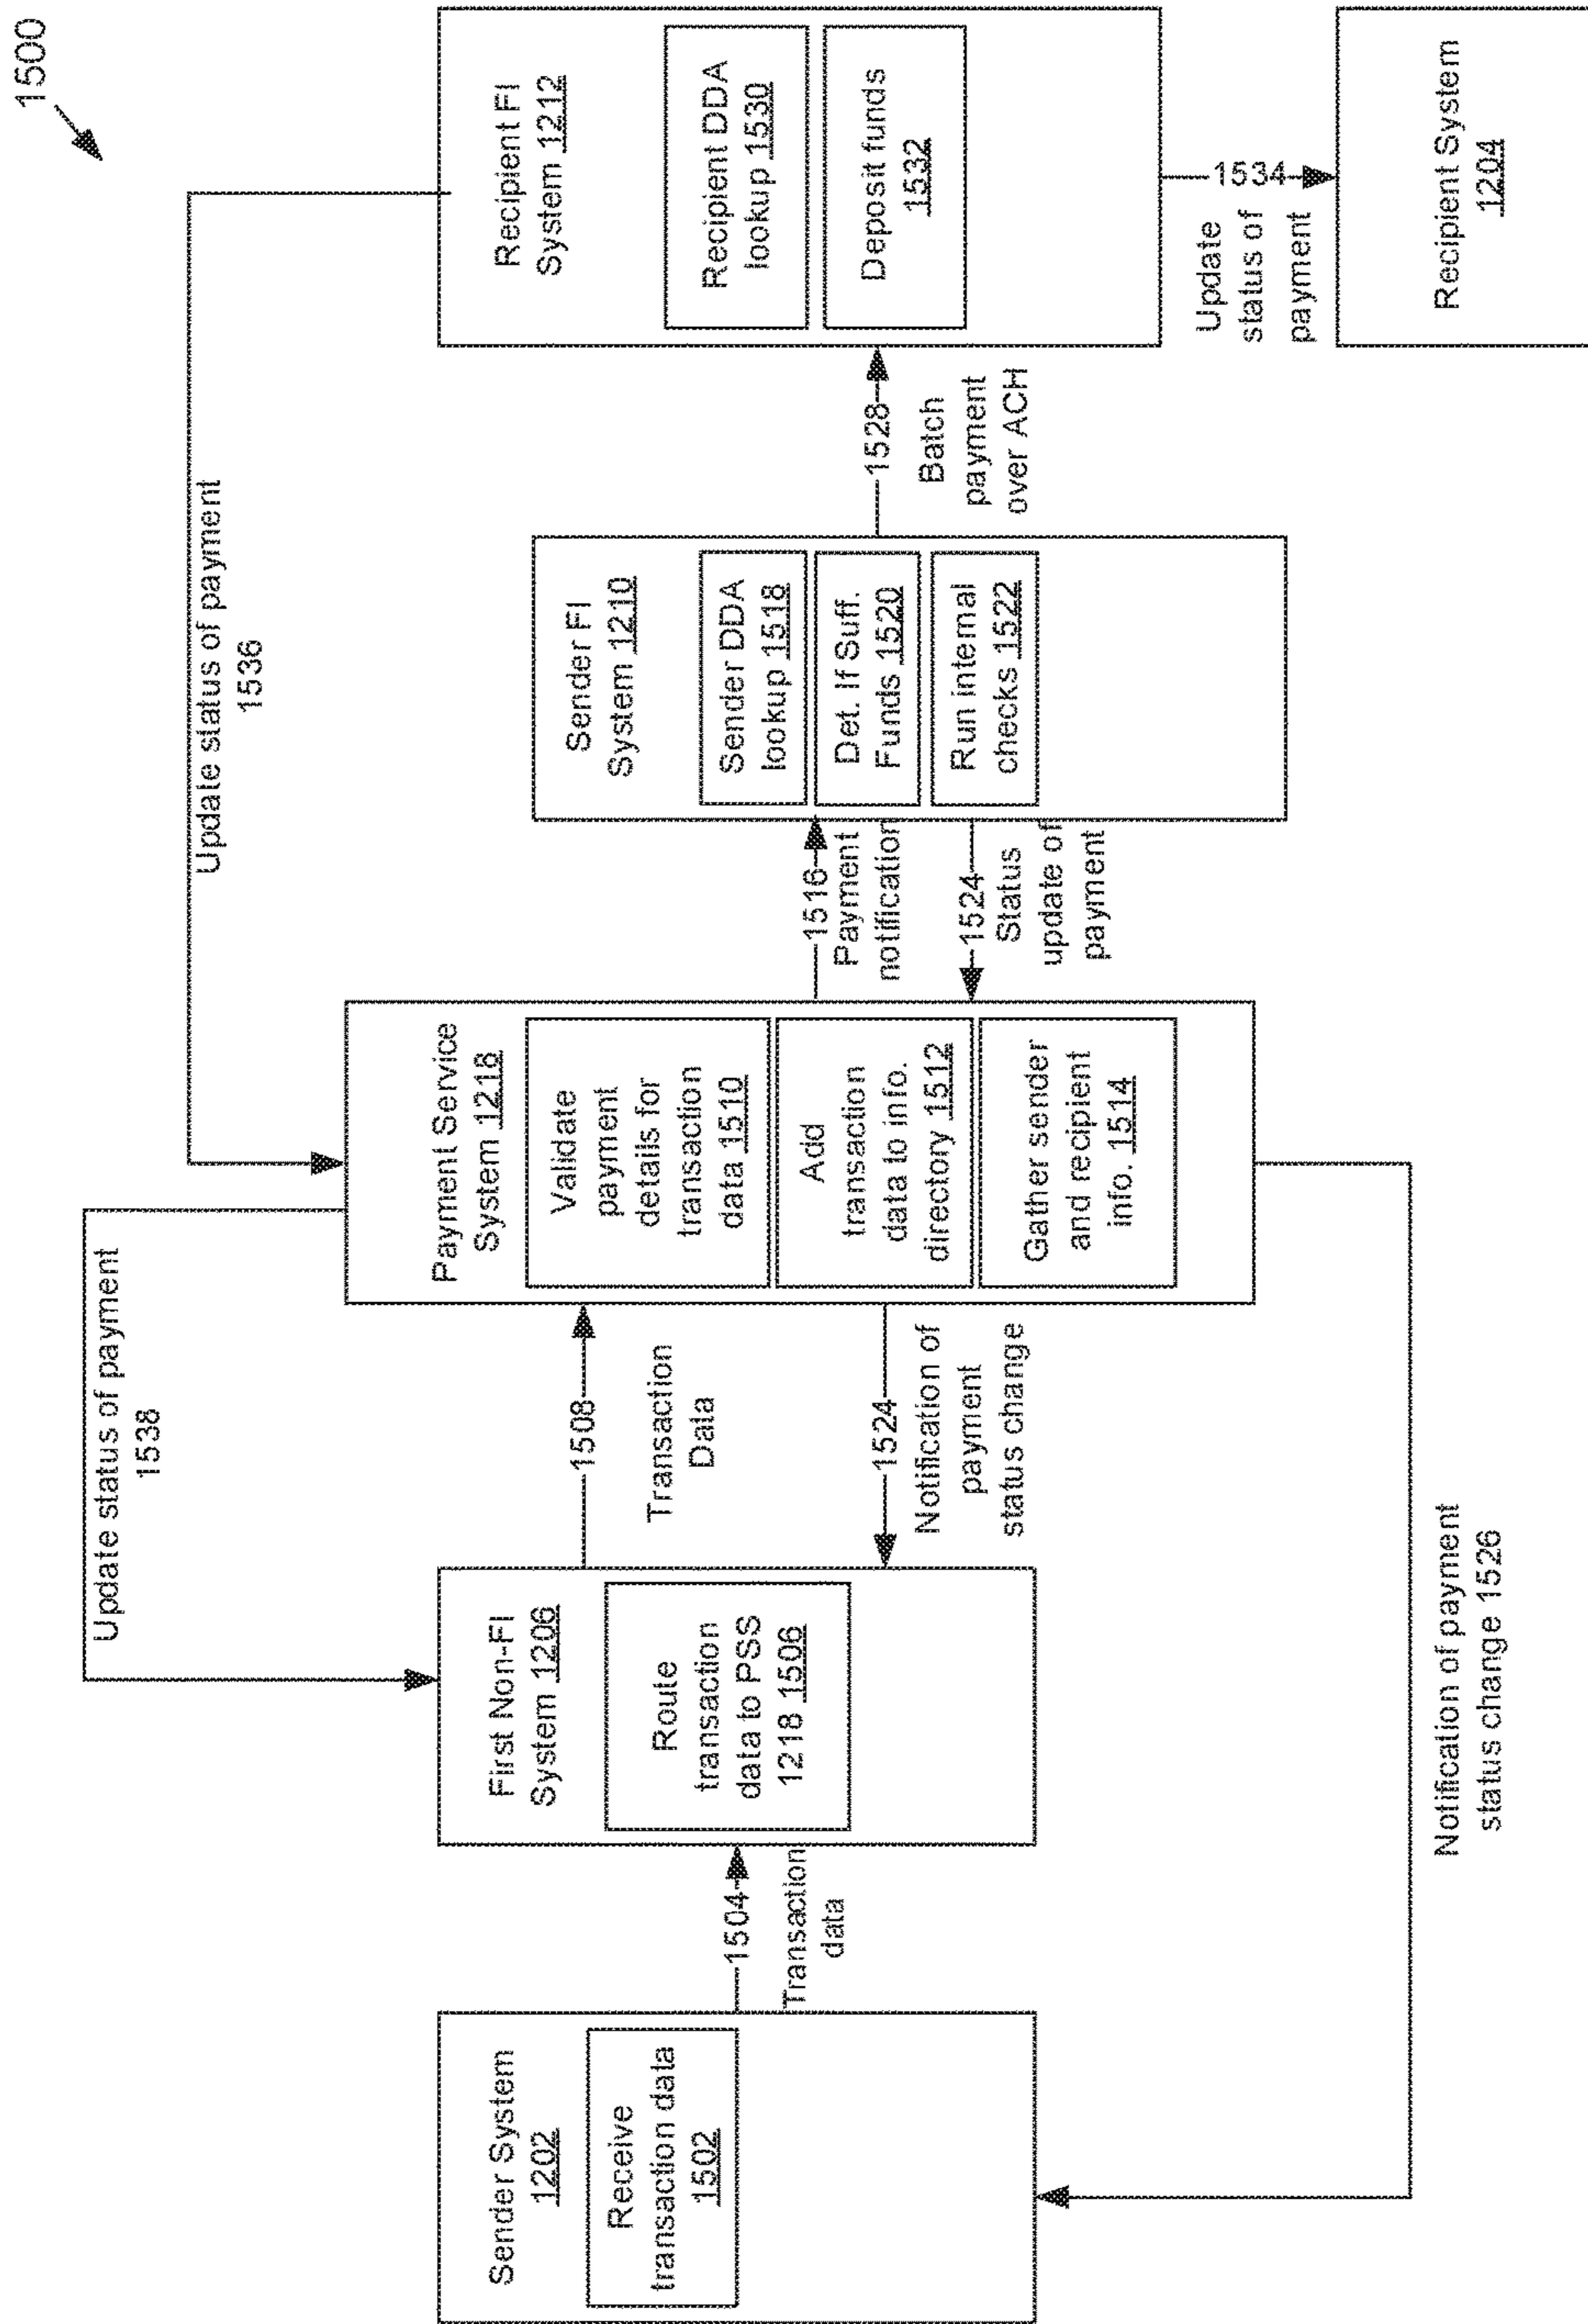 1500
Update status of payment
1538
Update status of payment
1536
Sender System
1202
Receive
transaction data
1502
1504
Transaction
data
First Non-FI
System 1206
Route
transaction
data to PSS
1218 1506
1508
Transaction
Data
1524
Notification of
payment
status change
Payment Service
System 1218
Validate
payment
details for
transaction
data 1510
Add
transaction
data to info.
directory 1512
Gather sender
and recipient
info. 1514
1516
Payment
notification
1524
Status
update of
payment
Sender FI
System 1210
Sender DDA
lookup 1518
Det. If Suff.
Funds 1520
Run internal
checks 1522
1528
Batch
payment
over ACH
Recipient FI
System 1212
Recipient DDA
lookup 1530
Deposit funds
1532
1534
Update
status of
payment
Recipient System
1204
Notification of payment
status change 1526